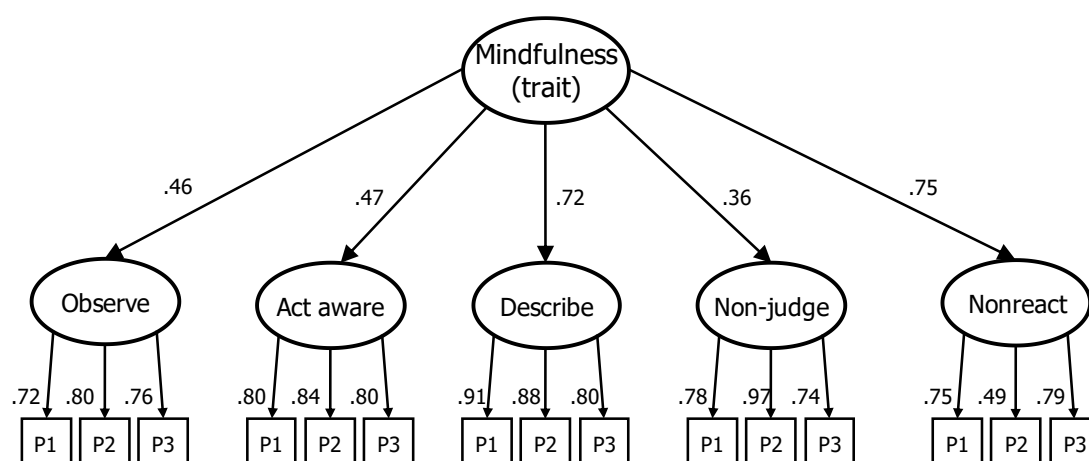 Mindfulness
(trait)
.46
.47
.72
.36
.75
Observe
Act aware
Describe
Non-judge
Nonreact
.72 .80 .76 .80 .84 .80 .91 .88 .80 .78 .97 .74 .75 .49 .79
P1 P2 P3 P1 P2 P3 P1 P2 P3 P1 P2 P3 P1 P2 P3